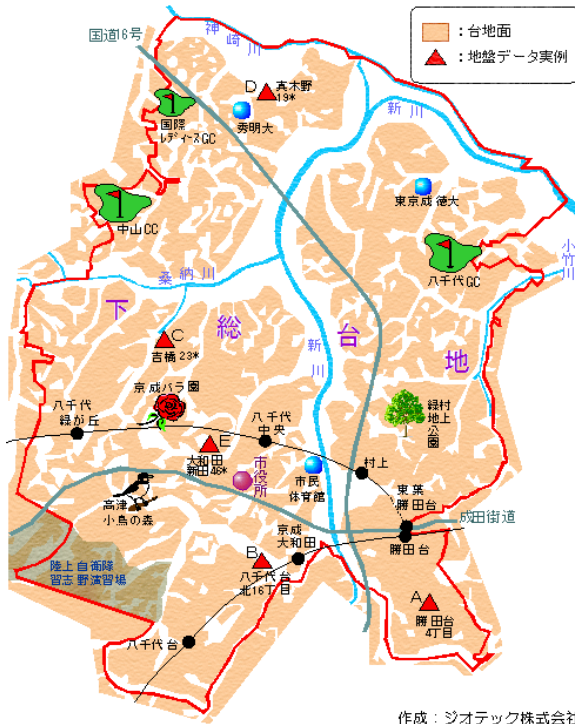 ：台地面
：地盤データ実例
国道16号
神崎川
D
真木野
19*
秀明大
国際
レディースGC
新川
東京成徳大
中山CC
八千代GC
小竹川
桑納川
下総台地
C
吉橋23*
新川
京成バラ園
八千代
緑が丘
八千代
中央
緑村
地上
公
園
E
大和田
新田46*
市役所
市民
体育館
村上
高津
小鳥の森
東葉
勝田台
成田街道
勝田台
京成
大和田
陸上自衛隊
習志野演習場
B
八千代台
北16丁目
A
勝田台
4丁目
八千代台
作成：ジオテック株式会社